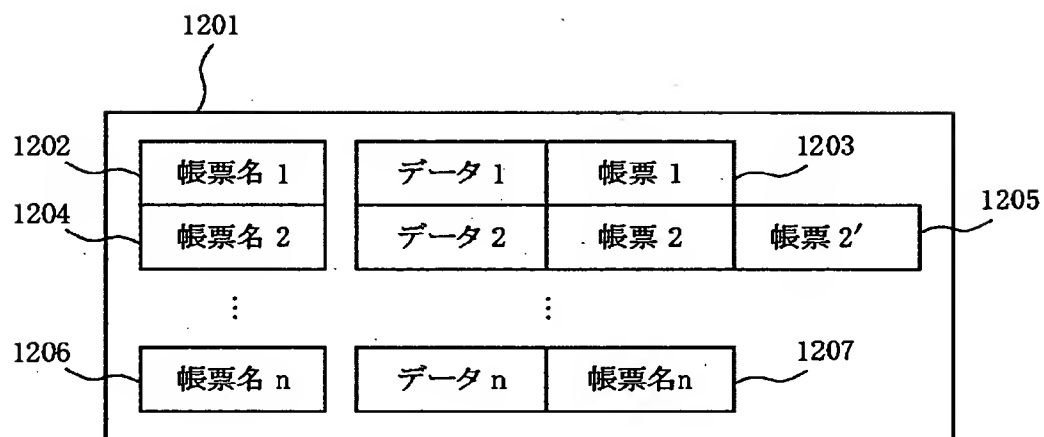 1201
1202 帳票名 1 データ 1 帳票 1 1203
1204 帳票名 2 データ 2 帳票 2 帳票 2′ 1205
⋮ ⋮
1206 帳票名 n データ n 帳票名n 1207